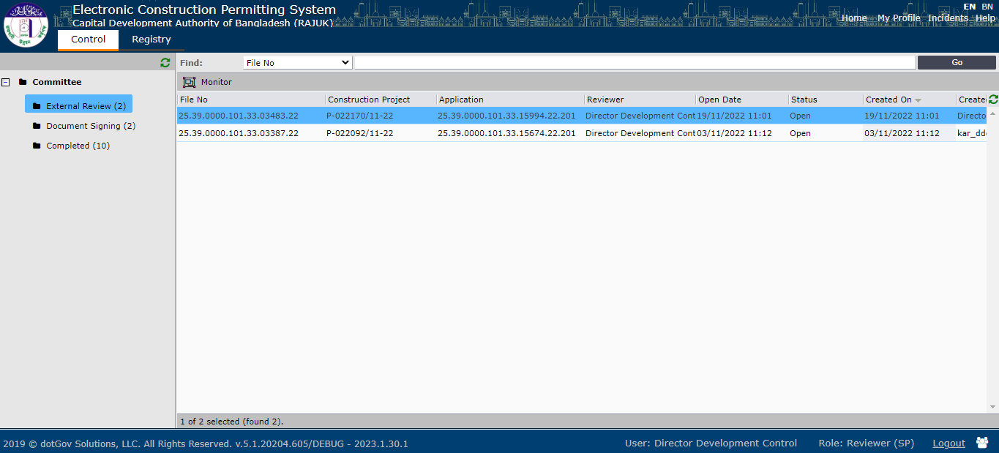 Electronic Construction Permitting System
Capital Development Authority of Bangladesh (RAJUK)
EN BN
Home My Profile Incidents Help
Control Registry
Find: File No Go
Committee
External Review (2)
Document Signing (2)
Completed (10)
Monitor
File No Construction Project Application Reviewer Open Date Status Created On Create
25.39.0000.101.33.03483.22 P-022170/11-22 25.39.0000.101.33.15994.22.201 Director Development Cont 19/11/2022 11:01 Open 19/11/2022 11:01 Directo
25.39.0000.101.33.03387.22 P-022092/11-22 25.39.0000.101.33.15674.22.201 Director Development Cont 03/11/2022 11:12 Open 03/11/2022 11:12 kar_dd
1 of 2 selected (found 2).
2019 © dotGov Solutions, LLC. All Rights Reserved. v.5.1.20204.605/DEBUG - 2023.1.30.1 User: Director Development Control Role: Reviewer (SP) Logout